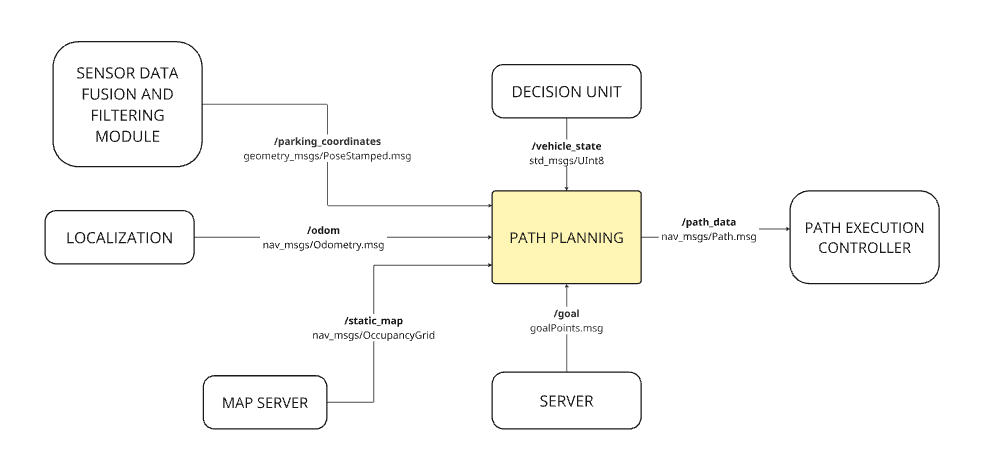 SENSOR DATA
FUSION AND
FILTERING
MODULE
DECISION UNIT
/parking_coordinates
geometry_msgs/PoseStamped.msg
/vehicle_state
std_msgs/UInt8
LOCALIZATION
/odom
nav_msgs/Odometry.msg
PATH PLANNING
/path_data
nav_msgs/Path.msg
PATH EXECUTION
CONTROLLER
/static_map
nav_msgs/OccupancyGrid
/goal
goalPoints.msg
MAP SERVER
SERVER